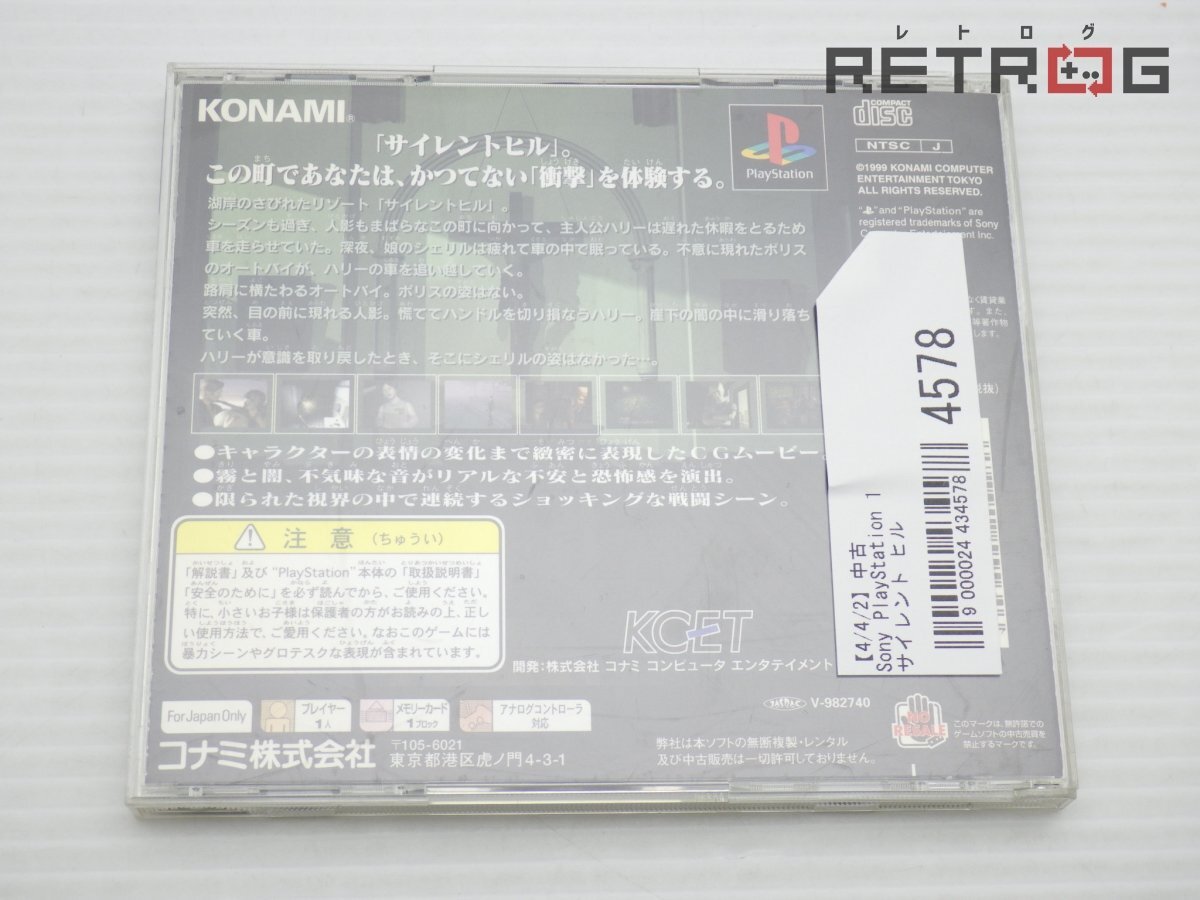 レトログ
RETROG
KONAMI®
「サイレントヒル」。
この町であなたは、かつてない「衝撃」を体験する。
湖岸のさびれたリゾート「サイレントヒル」。
シーズンも過ぎ、人影もまばらなこの町に向かって、主人公ハリーは遅れた休暇をとるため
車を走らせていた。深夜、娘のシェリルは疲れて車の中で眠っている。不意に現れたポリス
のオートバイが、ハリーの車を追い越していく。
路肩に横たわるオートバイ。ポリスの姿はない。
突然、目の前に現れる人影。慌ててハンドルを切り損なうハリー。崖下の闇の中に滑り落ち
ていく車。
ハリーが意識を取り戻したとき、そこにシェリルの姿はなかった…。
●キャラクターの表情の変化まで緻密に表現したCGムービー。
●霧と闇、不気味な音がリアルな不安と恐怖感を演出。
●限られた視界の中で連続するショッキングな戦闘シーン。
PlayStation
COMPACT
disc
NTSC J
©1999 KONAMI COMPUTER
ENTERTAINMENT TOKYO
ALL RIGHTS RESERVED.
and "PlayStation" are
registered trademarks of Sony
Inc.
なく賃貸業
す。また、
等著作物
します。
税抜)
4578
9 000024 434578
【4/4/2】中古
Sony PlayStation 1
サイレント ヒル
注意(ちゅうい)
「解説書」及び“PlayStation”本体の「取扱説明書」
「安全のために」を必ず読んでから、ご使用ください。
特に、小さいお子様は保護者の方がお読みの上、正し
い使用方法で、ご愛用ください。なおこのゲームには
暴力シーンやグロテスクな表現が含まれています。
KCET
開発:株式会社 コナミ コンピュータ エンタテイメント
For Japan Only
プレイヤー
1人
メモリーカード
1ブロック
アナログコントローラ
対応
JASRAC V-982740
NO RESALE
このマークは、無許諾での
ゲームソフトの中古売買を
禁止するマークです。
コナミ株式会社
〒105-6021
東京都港区虎ノ門4-3-1
弊社は本ソフトの無断複製・レンタル
及び中古販売は一切許可しておりません。